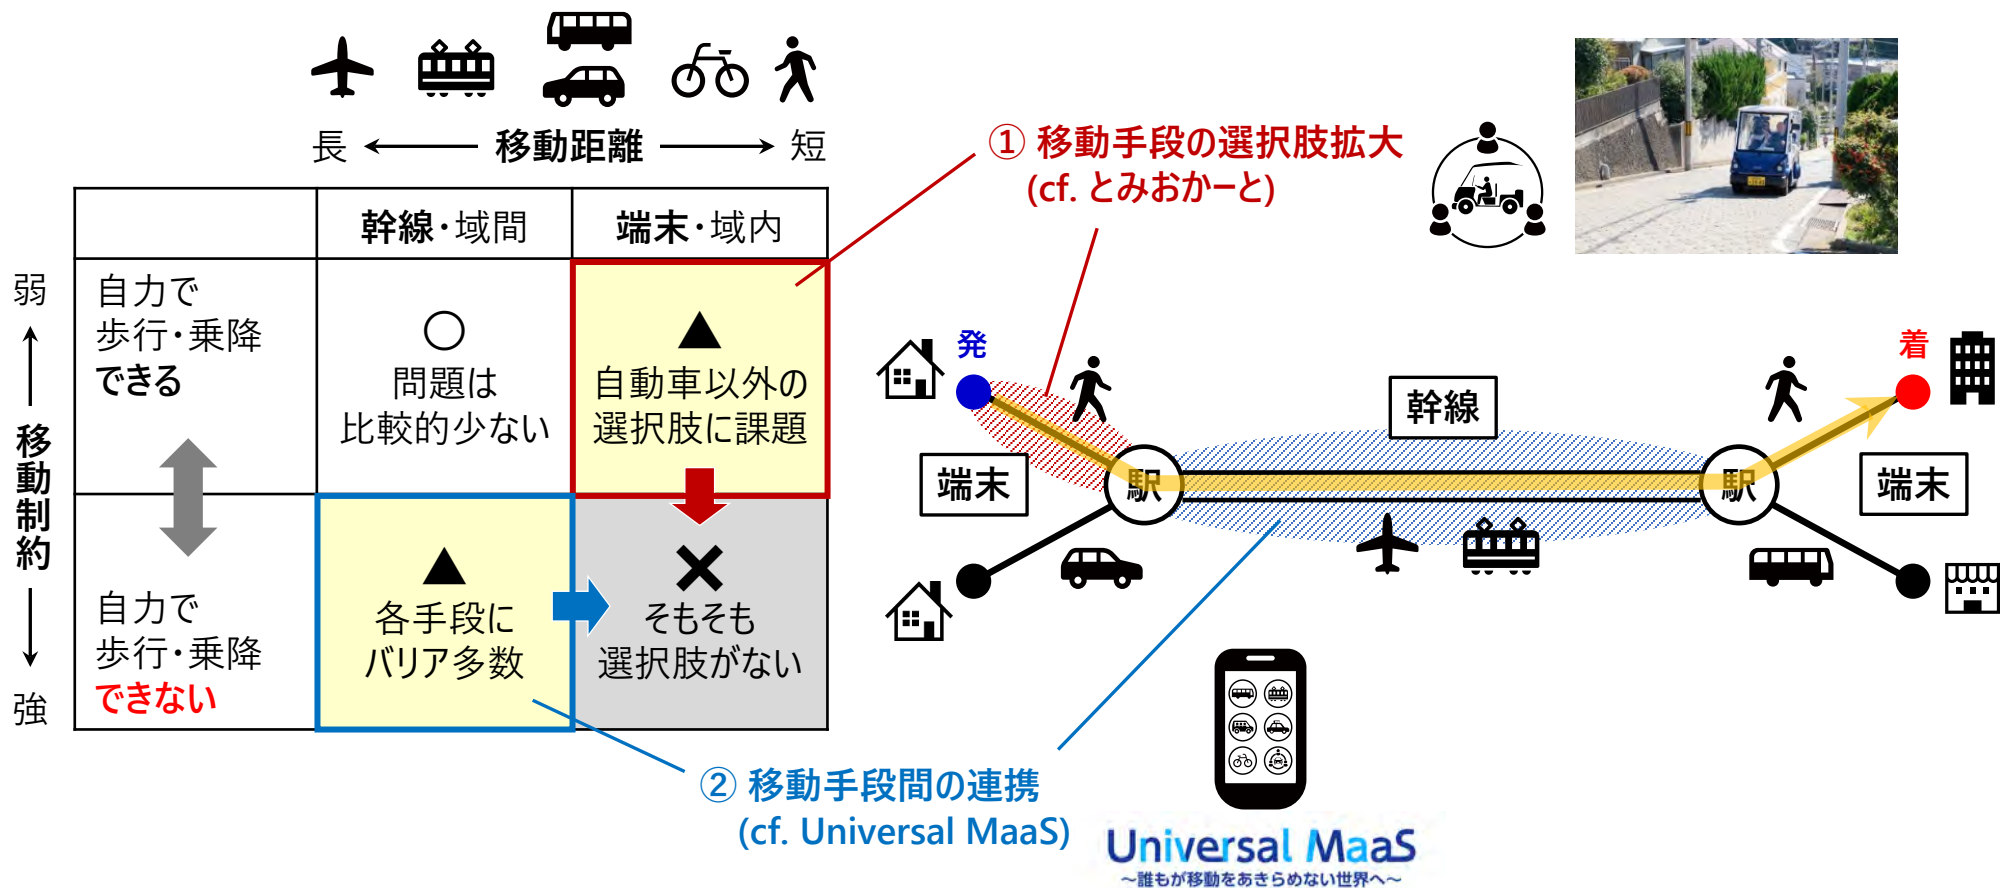 長 移動距離 短
幹線・域間
端末・域内
弱
移動制約
強
自力で
歩行・乗降
できる
○
問題は
比較的少ない
▲
自動車以外の
選択肢に課題
自力で
歩行・乗降
できない
▲
各手段に
バリア多数
✕
そもそも
選択肢がない
① 移動手段の選択肢拡大
(cf. とみおかーと)
② 移動手段間の連携
(cf. Universal MaaS)
発
着
端末
駅
幹線
駅
端末
Universal MaaS
～誰もが移動をあきらめない世界へ～